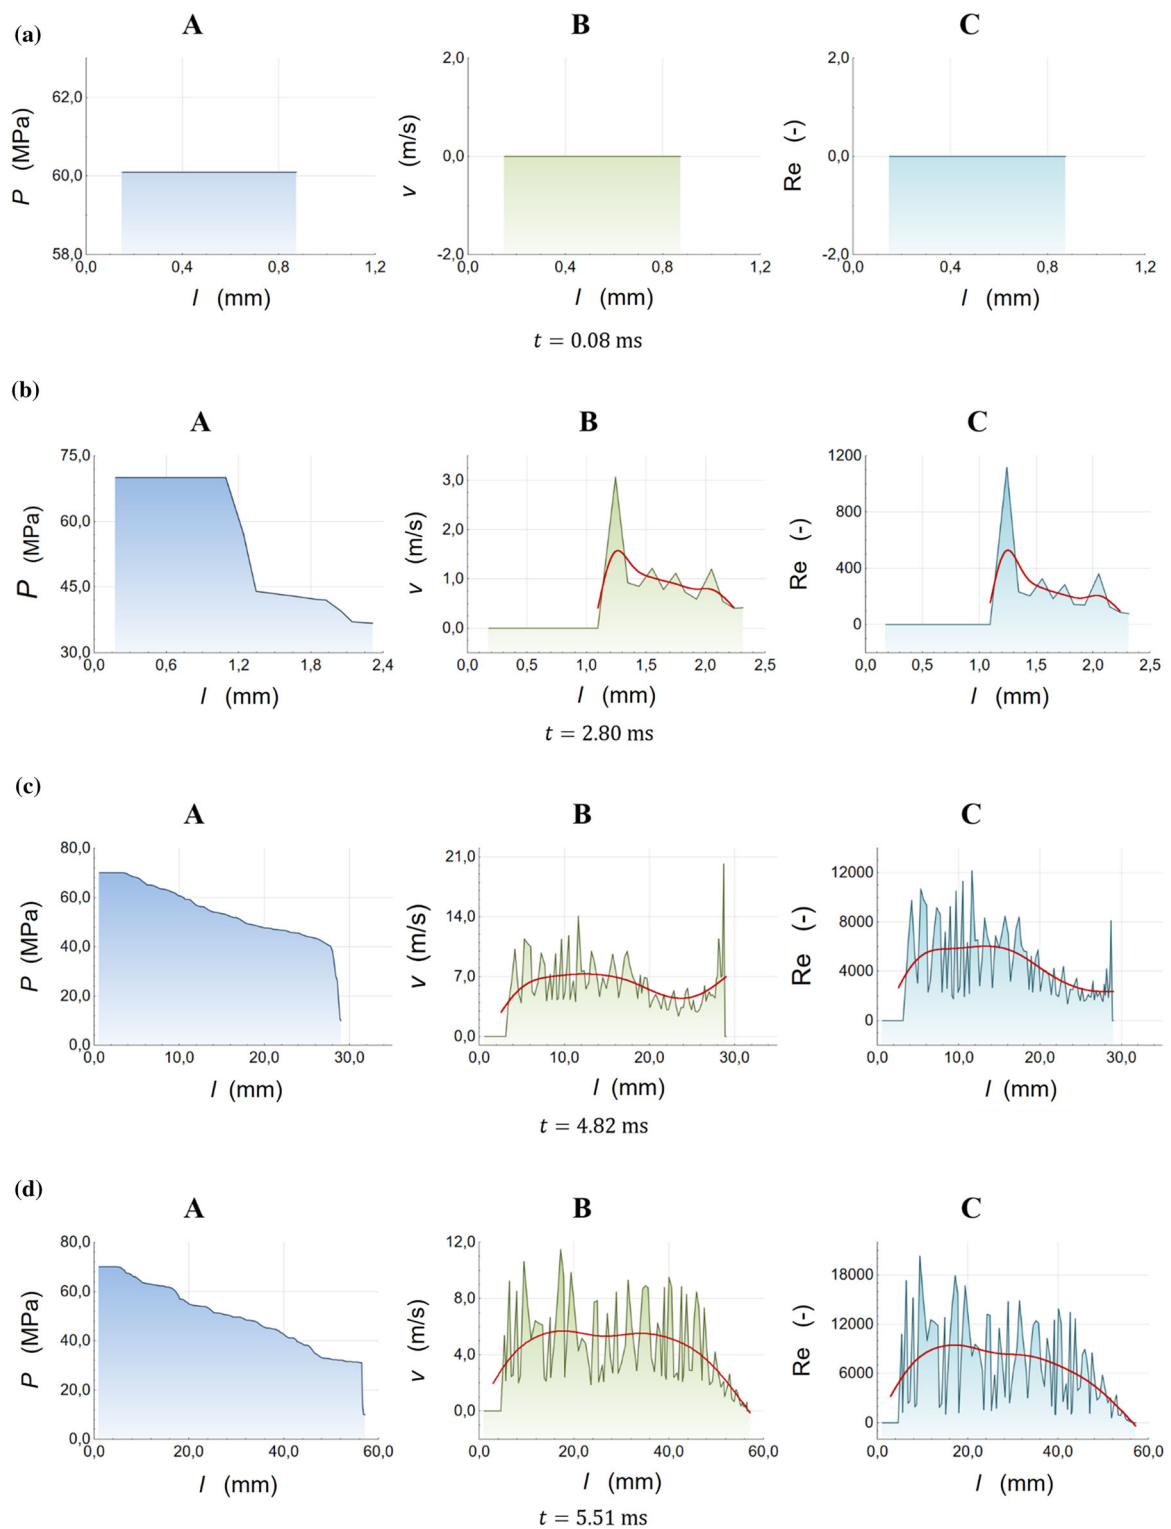 (a)
A B C
P (MPa)
62,0
60,0
58,0
0,0 0,4 0,8 1,2
l (mm)
v (m/s)
2,0
0,0
-2,0
0,0 0,4 0,8 1,2
l (mm)
Re (-)
2,0
0,0
-2,0
0,0 0,4 0,8 1,2
l (mm)
t = 0.08 ms
(b)
A B C
P (MPa)
75,0
60,0
45,0
30,0
0,0 0,6 1,2 1,8 2,4
l (mm)
v (m/s)
3,0
2,0
1,0
0,0
0,0 0,5 1,0 1,5 2,0 2,5
l (mm)
Re (-)
1200
800
400
0
0,0 0,5 1,0 1,5 2,0 2,5
l (mm)
t = 2.80 ms
(c)
A B C
P (MPa)
80,0
60,0
40,0
20,0
0,0
0,0 10,0 20,0 30,0
l (mm)
v (m/s)
21,0
14,0
7,0
0,0
0,0 10,0 20,0 30,0
l (mm)
Re (-)
12000
8000
4000
0
0,0 10,0 20,0 30,0
l (mm)
t = 4.82 ms
(d)
A B C
P (MPa)
80,0
60,0
40,0
20,0
0,0
0,0 20,0 40,0 60,0
l (mm)
v (m/s)
12,0
8,0
4,0
0,0
0,0 20,0 40,0 60,0
l (mm)
Re (-)
18000
12000
6000
0
0,0 20,0 40,0 60,0
l (mm)
t = 5.51 ms